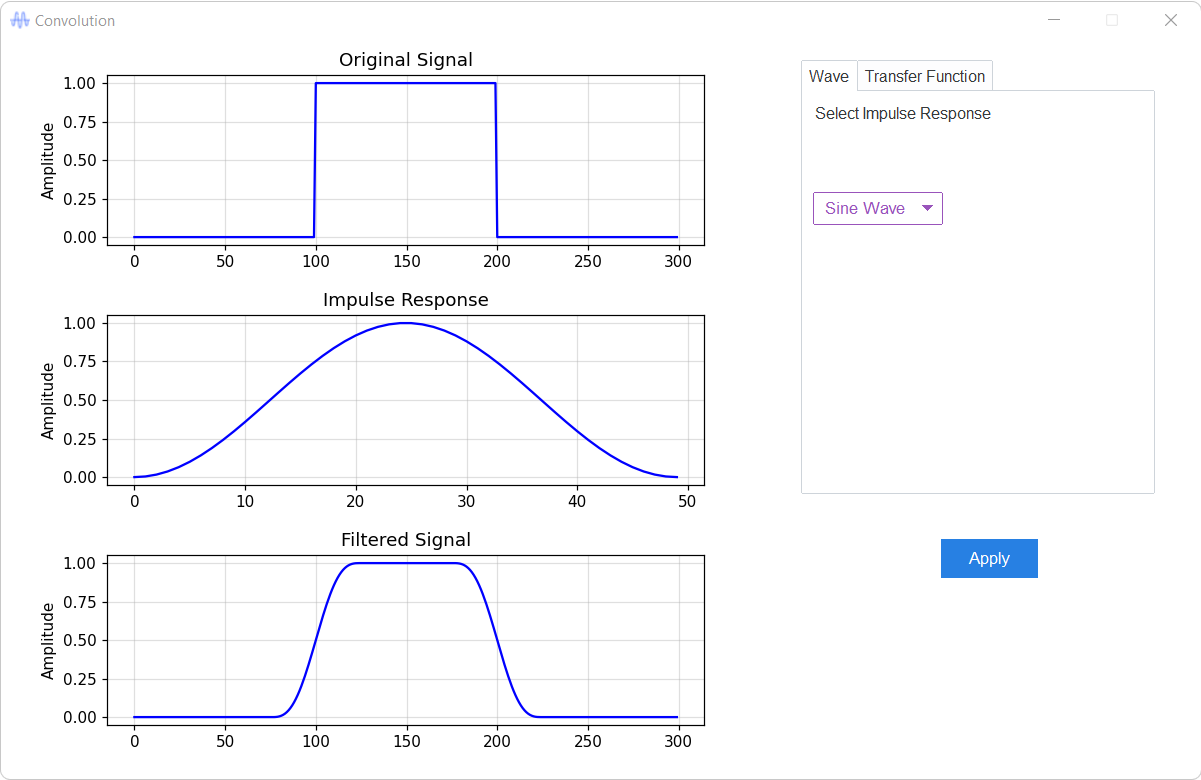 Convolution
Original Signal
Amplitude
1.00
0.75
0.50
0.25
0.00
0 50 100 150 200 250 300
Impulse Response
Amplitude
1.00
0.75
0.50
0.25
0.00
0 10 20 30 40 50
Filtered Signal
Amplitude
1.00
0.75
0.50
0.25
0.00
0 50 100 150 200 250 300
Wave Transfer Function
Select Impulse Response
Sine Wave
Apply